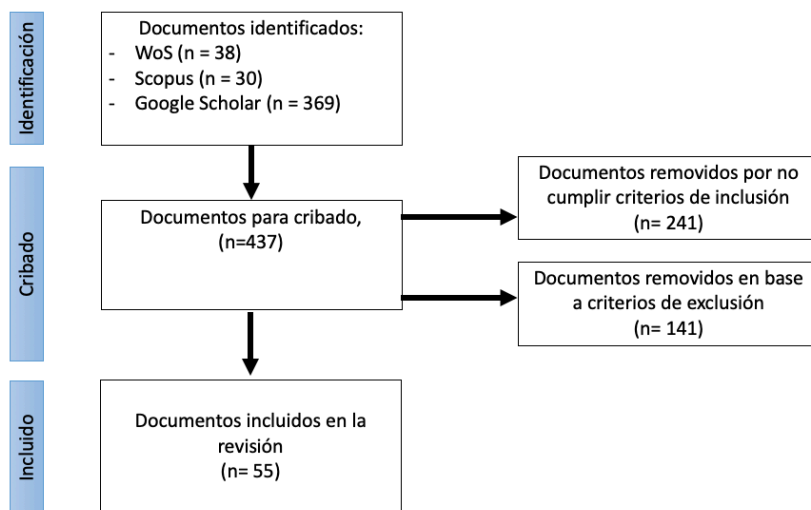 Identificación
Documentos identificados:
- WoS (n = 38)
- Scopus (n = 30)
- Google Scholar (n = 369)
Cribado
Documentos para cribado,
(n=437)
Documentos removidos por no
cumplir criterios de inclusión
(n= 241)
Documentos removidos en base
a criterios de exclusión
(n= 141)
Incluido
Documentos incluidos en la
revisión
(n= 55)